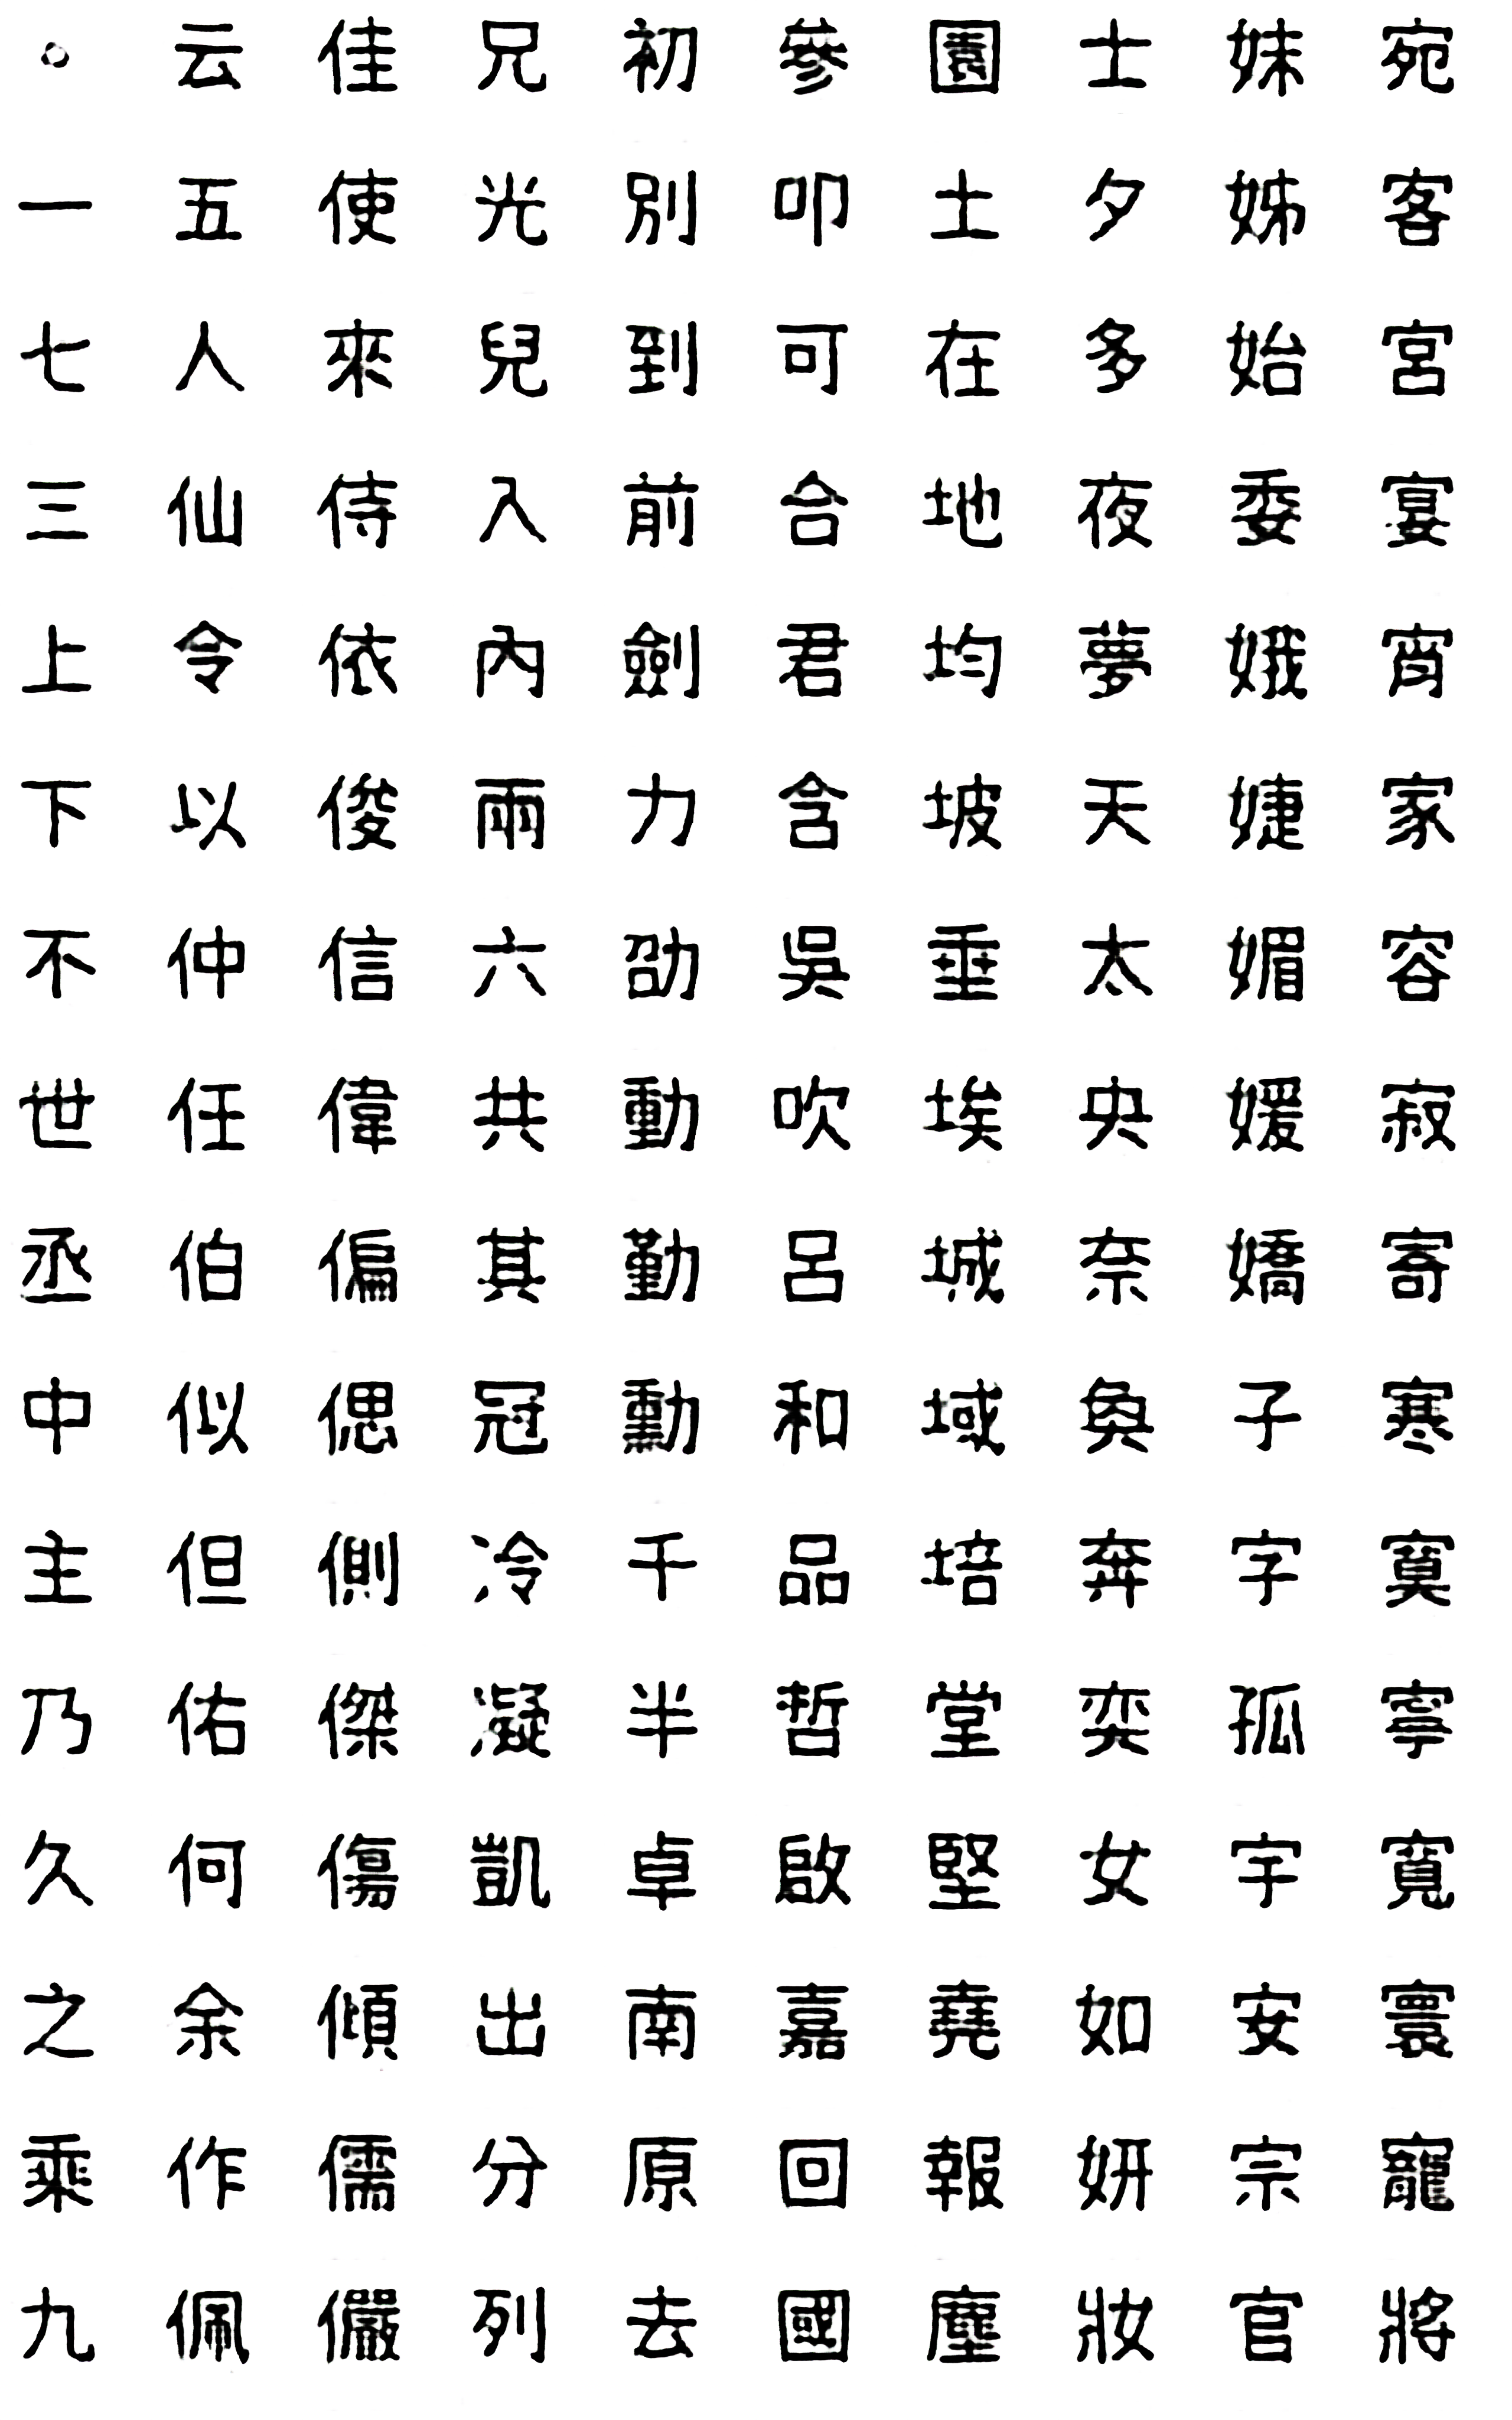 。一七三上下不世丞中主乃久之乘九
云五人仙令以仲任伯似但佑何余作佩
佳使來侍依俊信偉偏偲側傑傷傾儒儼
兄光兒入內兩六共其冠冷凝凱出分列
初別到前劍力劭動勤勳千半卓南原去
參叩可合君含吳吹呂和品哲啟嘉回國
園土在地均坡垂埃城域培堂堅堯報塵
士夕多夜夢天太央奈奐奔奕女如妍妝
妹姊始委娥婕媚媛嬌子字孤宇安宗官
宛客宮宴宵家容寂寄寒寞寧寬寰寵將